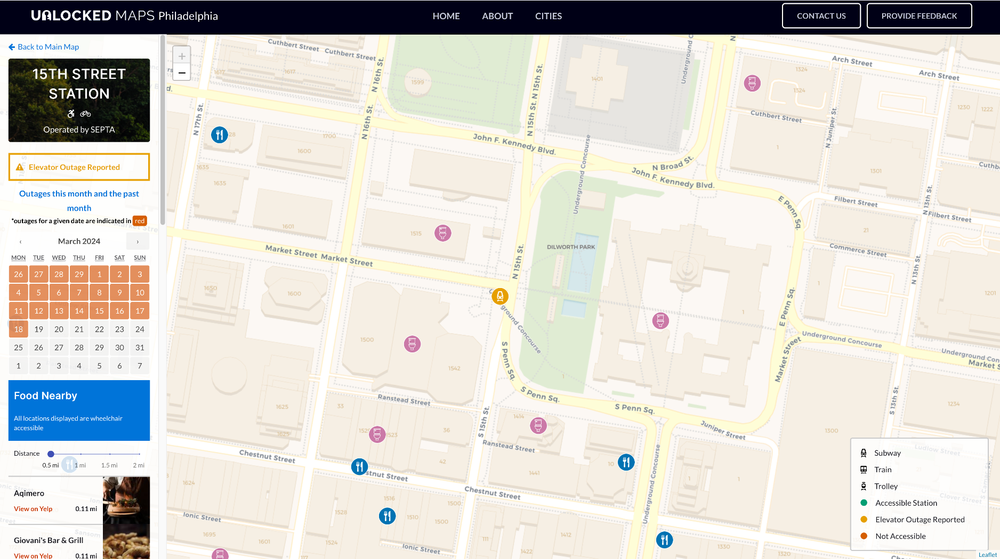 UNLOCKED MAPS Philadelphia
HOME
ABOUT
CITIES
CONTACT US
PROVIDE FEEDBACK
Back to Main Map
15TH STREET
STATION
Operated by SEPTA
Elevator Outage Reported
Outages this month and the past
month
*outages for a given date are indicated in red
‹ March 2024 ›
MON TUE WED THU FRI SAT SUN
26 27 28 29 1 2 3
4 5 6 7 8 9 10
11 12 13 14 15 16 17
18 19 20 21 22 23 24
25 26 27 28 29 30 31
1 2 3 4 5 6 7
Food Nearby
All locations displayed are wheelchair
accessible
Distance
0.5 mi 1 mi 1.5 mi 2 mi
Aqimero
View on Yelp 0.11 mi
Giovani's Bar & Grill
View on Yelp 0.11 mi
+
−
Cuthbert Street
Cuthbert Street
1617
1617
N 16th St.
1599
N 15th St.
N 15th St.
1401
Underground C
N
Arch Street
Arch Street
1324
1324
1230
1222
Cuthbert Street
N Juniper St.
N 17th St.
N 16th St.
28
1700
1600
John F. Kennedy Blvd.
Underground Concourse
N Broad St.
John F. Kennedy Blvd.
1
1301
Cuthb
1635
1635
E Penn Sq.
Filbert Street
N Filbert Street
N 13th St.
1601
1515
21
Commerce Street
Market Street
Market Street
N 15th St.
DILWORTH PARK
N 13th St.
1650
1600
1
1201
ground Concourse
1
E Penn Sq.
1500
1542
S Penn Sq.
1
Market Street
Underground Concourse
Underground Con
Market S
S Penn Sq.
S Penn Sq.
Ranstead Street
33
1625
1625
1523
36
42
S 15th St.
1414
Ranstead Street
Juniper Street
S 13th St.
1234
1300
Chestnut Street
stnut Street
Chestnut Street
1441
10
Underground Concourse
1
1
1624
1516
1500
1528
1510
1500
Ionic Street
1695
1601
1524
117
Ionic Street
111
1412
1422
1330
1320
Ludlow Street
Clover Street
Sansom
Subway
Train
Trolley
Accessible Station
Elevator Outage Reported
Not Accessible
Leaflet